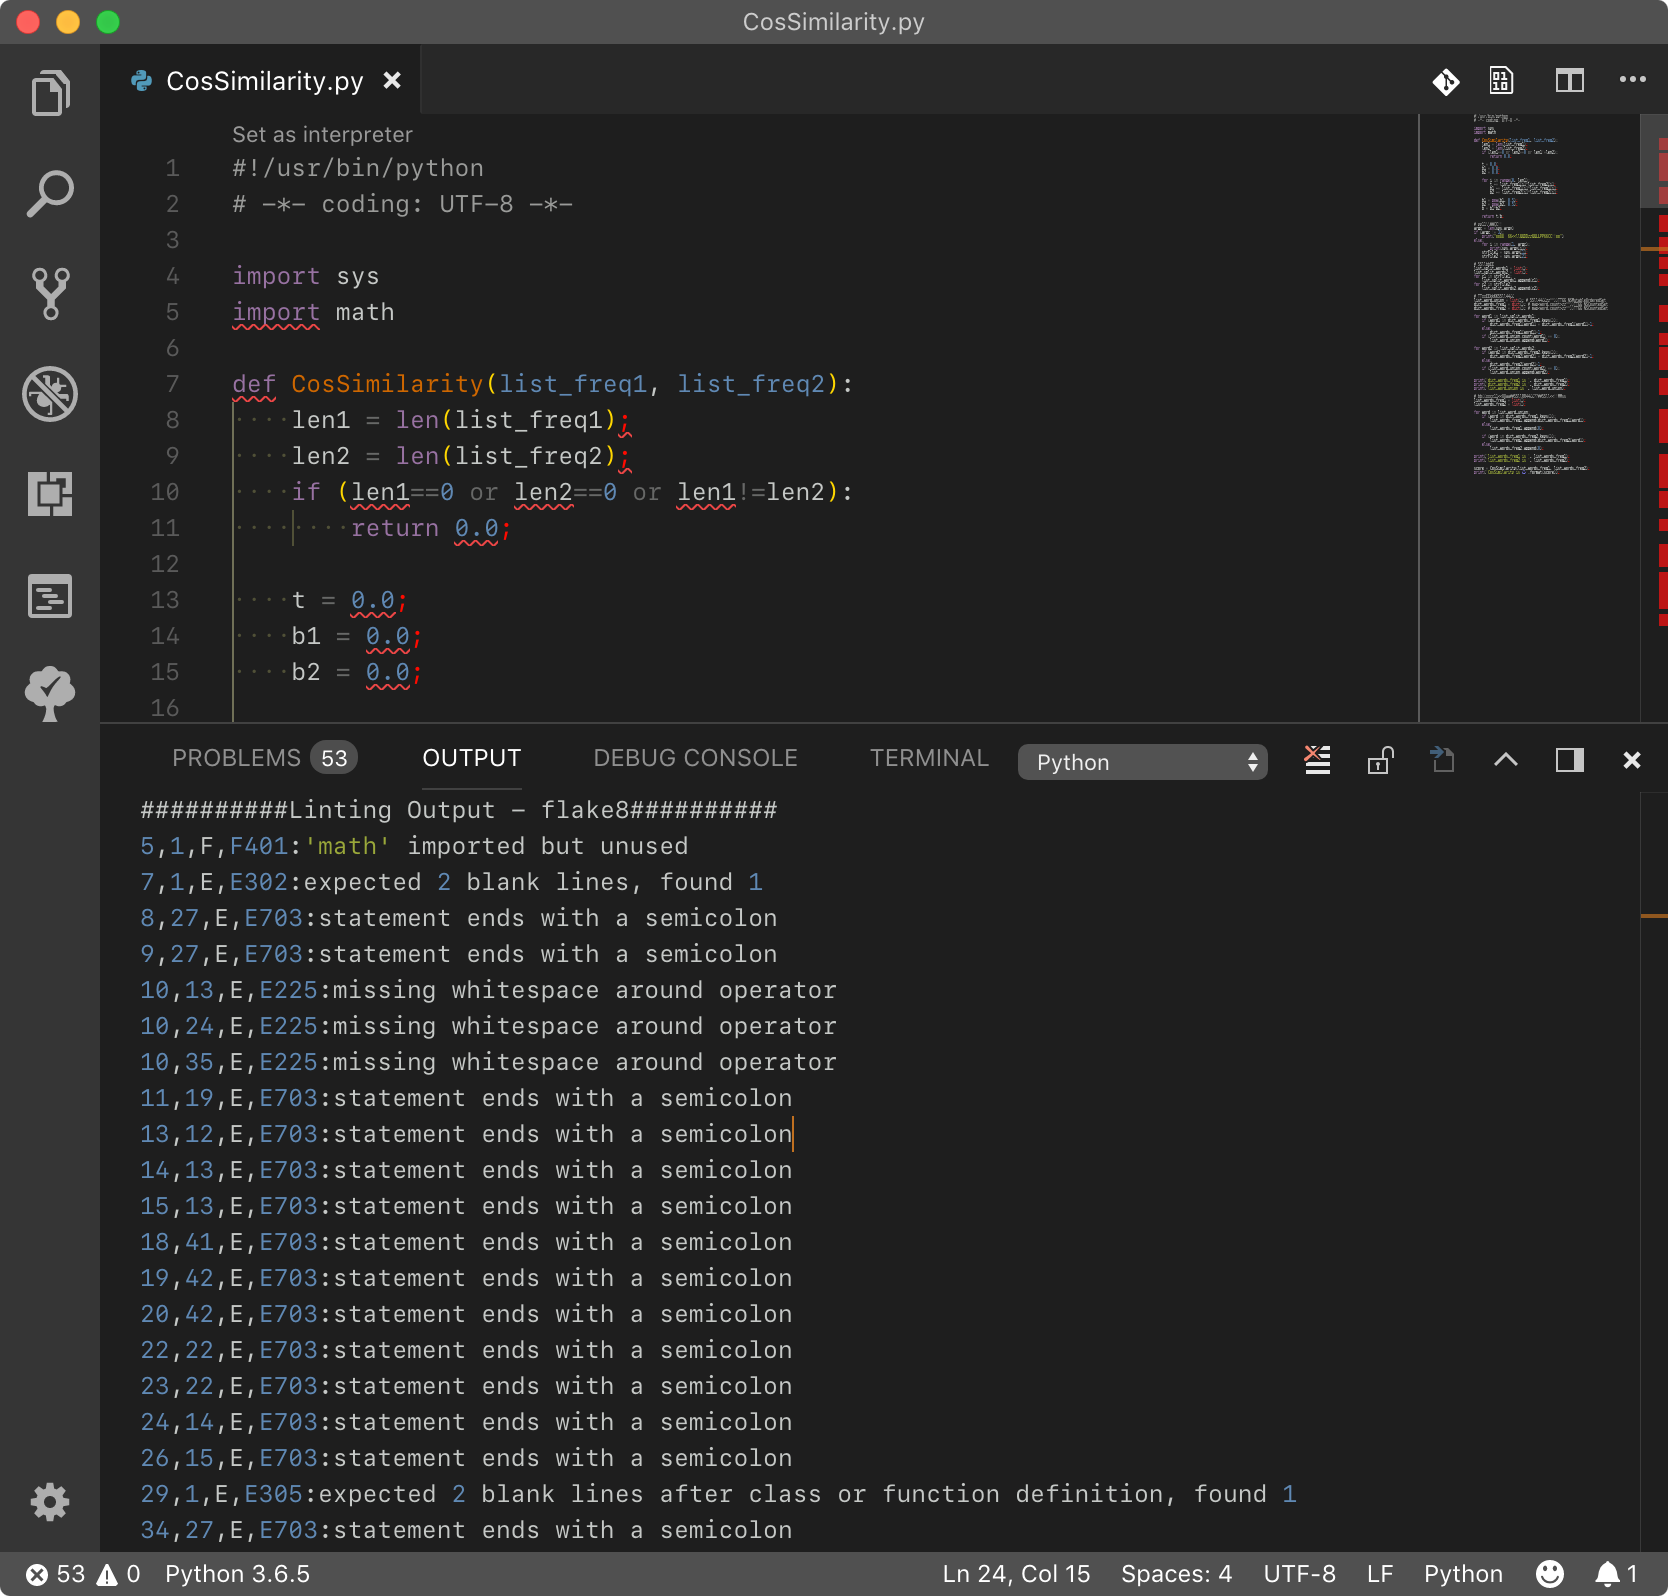 CosSimilarity.py
CosSimilarity.py
Set as interpreter
1 #!/usr/bin/python
2 # -*- coding: UTF-8 -*-
3
4 import sys
5 import math
6
7 def CosSimilarity(list_freq1, list_freq2):
8 ····len1 = len(list_freq1);
9 ····len2 = len(list_freq2);
10 ····if (len1==0 or len2==0 or len1!=len2):
11 ········return 0.0;
12
13 ····t = 0.0;
14 ····b1 = 0.0;
15 ····b2 = 0.0;
16
PROBLEMS 53 OUTPUT DEBUG CONSOLE TERMINAL Python
##########Linting Output - flake8##########
5,1,F,F401:'math' imported but unused
7,1,E,E302:expected 2 blank lines, found 1
8,27,E,E703:statement ends with a semicolon
9,27,E,E703:statement ends with a semicolon
10,13,E,E225:missing whitespace around operator
10,24,E,E225:missing whitespace around operator
10,35,E,E225:missing whitespace around operator
11,19,E,E703:statement ends with a semicolon
13,12,E,E703:statement ends with a semicolon
14,13,E,E703:statement ends with a semicolon
15,13,E,E703:statement ends with a semicolon
18,41,E,E703:statement ends with a semicolon
19,42,E,E703:statement ends with a semicolon
20,42,E,E703:statement ends with a semicolon
22,22,E,E703:statement ends with a semicolon
23,22,E,E703:statement ends with a semicolon
24,14,E,E703:statement ends with a semicolon
26,15,E,E703:statement ends with a semicolon
29,1,E,E305:expected 2 blank lines after class or function definition, found 1
34,27,E,E703:statement ends with a semicolon
53 0 Python 3.6.5 Ln 24, Col 15 Spaces: 4 UTF-8 LF Python 1